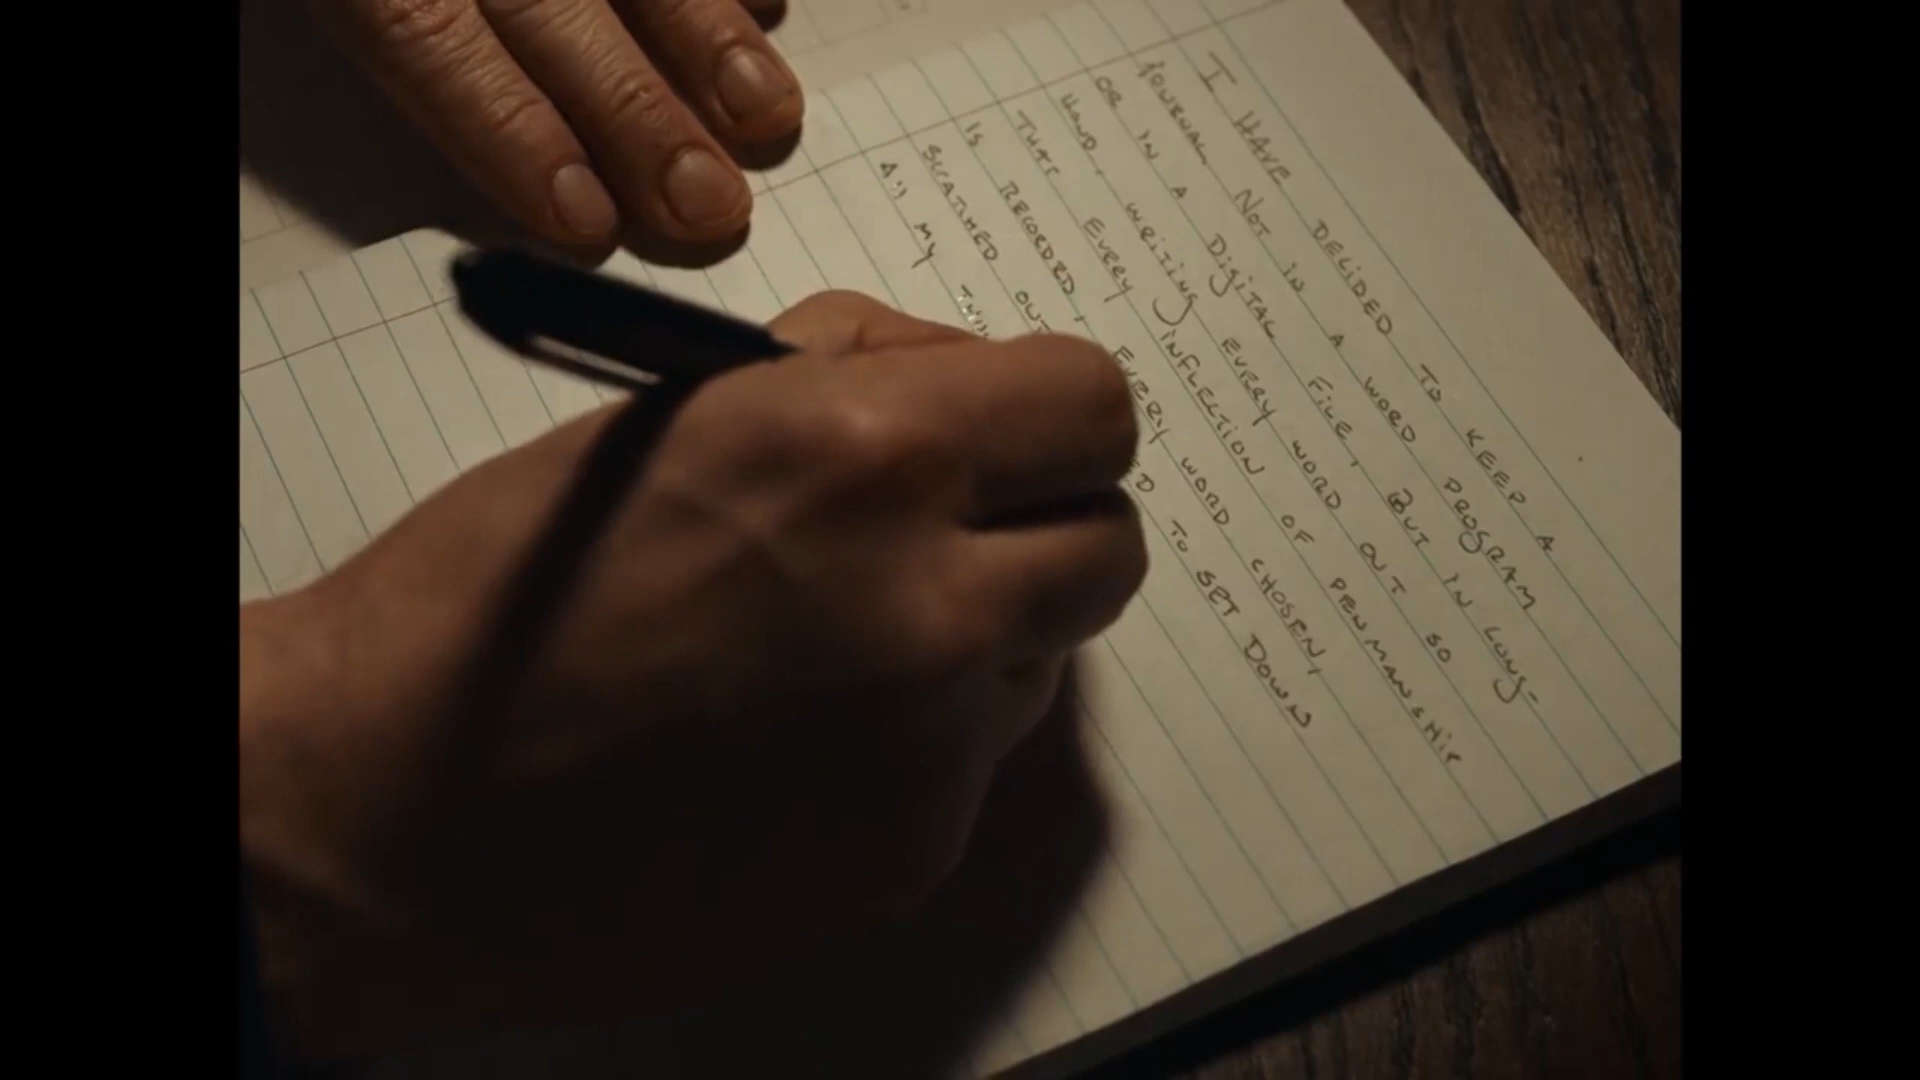 I HAVE DECIDED TO KEEP A
JOURNAL NOT IN A WORD PROGRAM
OR IN A DIGITAL FILE, BUT IN LONG-
HAND, WRITING EVERY WORD OUT SO
THAT EVERY INFLECTION OF PENMANSHIP
IS RECORDED, EVERY WORD CHOSEN,
SCRATCHED OUT TO SET DOWN
All MY